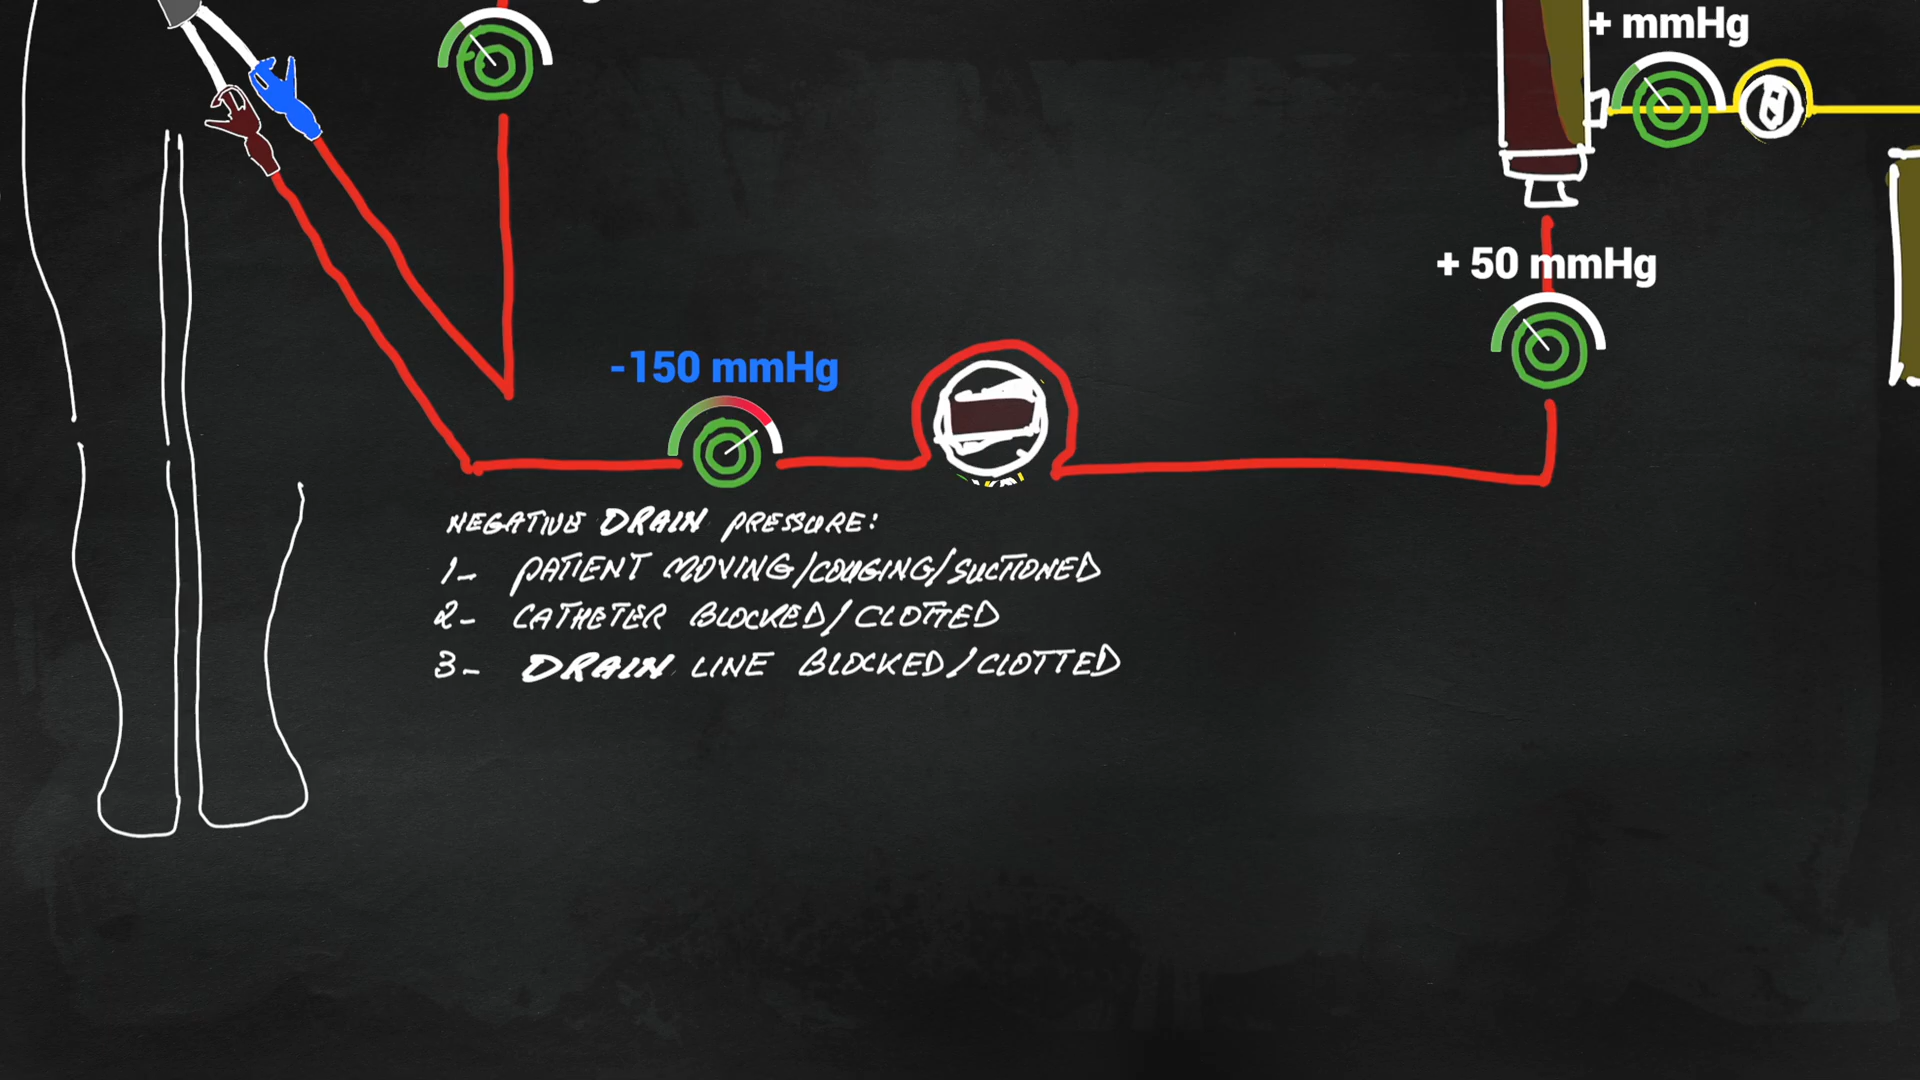 + mmHg
+ 50 mmHg
-150 mmHg
NEGATIVE DRAIN PRESSURE:
1- PATIENT MOVING/COUGING/SUCTIONED
2- CATHETER BLOCKED/CLOTTED
3- DRAIN LINE BLOCKED/CLOTTED